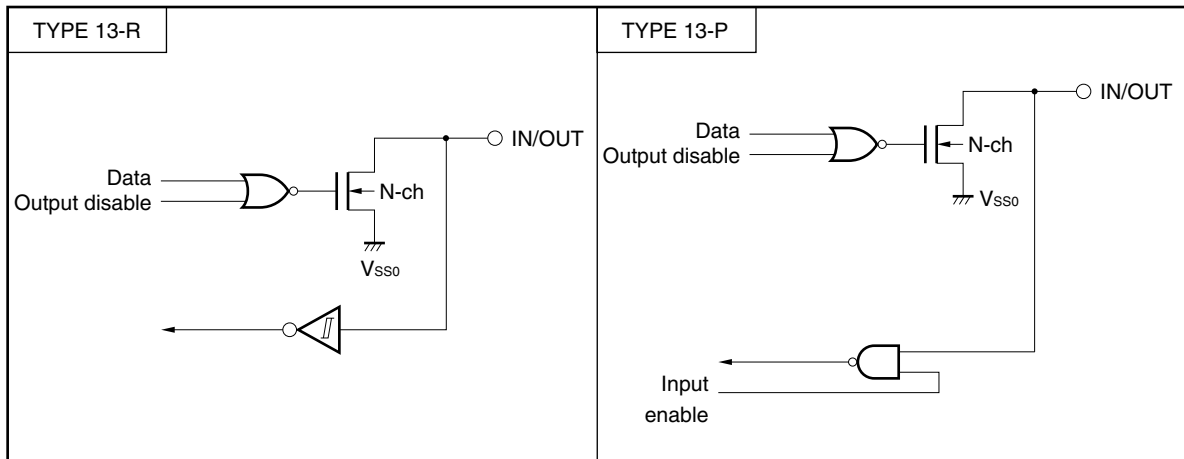 TYPE 13-R
IN/OUT
Data
Output disable
N-ch
VSS0
TYPE 13-P
IN/OUT
Data
Output disable
N-ch
VSS0
Input
enable